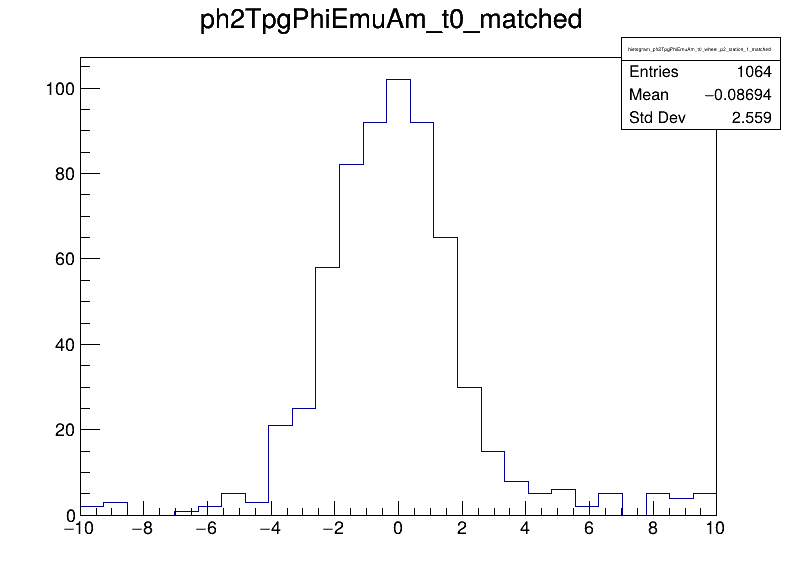 ph2TpgPhiEmuAm_t0_matched
histogram_ph2TpgPhiEmuAm_t0_wheel_p2_station_1_matched
Entries 1064
Mean −0.08694
Std Dev 2.559
100
80
60
40
20
0
−10 −8 −6 −4 −2 0 2 4 6 8 10